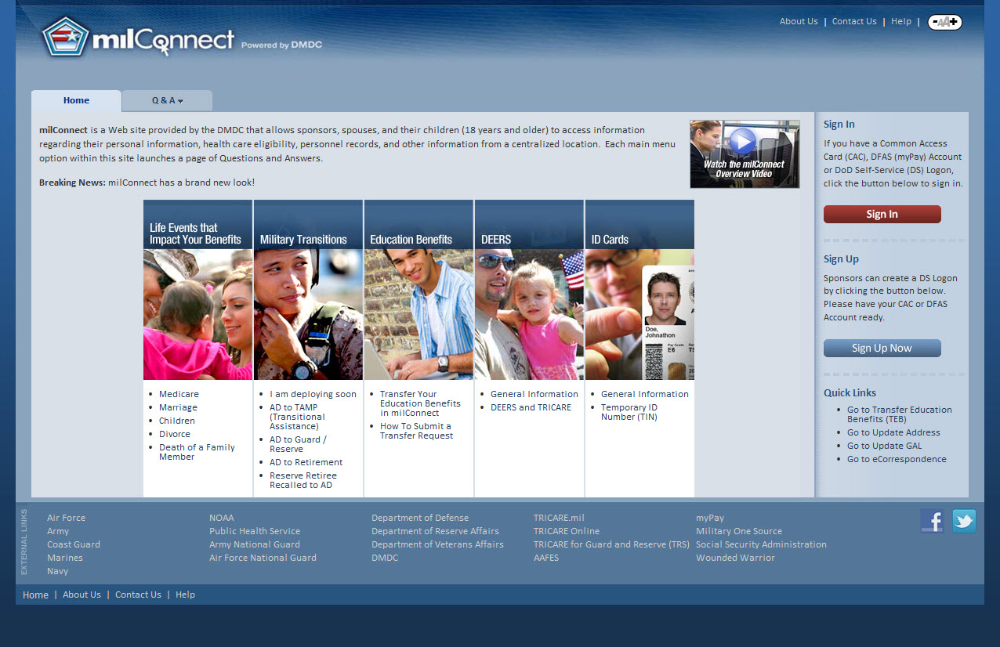 About Us | Contact Us | Help |
-AAA+
milConnect Powered by DMDC
Home
Q & A
milConnect is a Web site provided by the DMDC that allows sponsors, spouses, and their children (18 years and older) to access information
regarding their personal information, health care eligibility, personnel records, and other information from a centralized location. Each main menu
option within this site launches a page of Questions and Answers.
Breaking News: milConnect has a brand new look!
Watch the milConnect
Overview Video
Life Events that
Impact Your Benefits
Medicare
Marriage
Children
Divorce
Death of a Family
Member
Military Transitions
I am deploying soon
AD to TAMP
(Transitional
Assistance)
AD to Guard /
Reserve
AD to Retirement
Reserve Retiree
Recalled to AD
Education Benefits
Transfer Your
Education Benefits
in milConnect
How To Submit a
Transfer Request
DEERS
General Information
DEERS and TRICARE
ID Cards
Doe,
Johnathon
Pay Grade
E6
General Information
Temporary ID
Number (TIN)
Sign In
If you have a Common Access
Card (CAC), DFAS (myPay) Account
or DoD Self-Service (DS) Logon,
click the button below to sign in.
Sign In
Sign Up
Sponsors can create a DS Logon
by clicking the button below.
Please have your CAC or DFAS
Account ready.
Sign Up Now
Quick Links
Go to Transfer Education
Benefits (TEB)
Go to Update Address
Go to Update GAL
Go to eCorrespondence
EXTERNAL LINKS
Air Force
Army
Coast Guard
Marines
Navy
NOAA
Public Health Service
Army National Guard
Air Force National Guard
Department of Defense
Department of Reserve Affairs
Department of Veterans Affairs
DMDC
TRICARE.mil
TRICARE Online
TRICARE for Guard and Reserve (TRS)
AAFES
myPay
Military One Source
Social Security Administration
Wounded Warrior
f
Home | About Us | Contact Us | Help